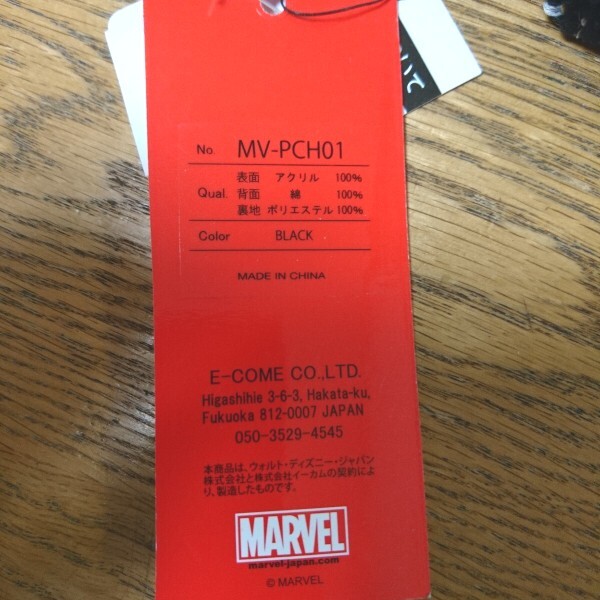 いて
No. MV-PCH01
表面 アクリル 100%
Qual. 背面 綿 100%
裏地 ポリエステル 100%
Color BLACK
MADE IN CHINA
E-COME CO.,LTD.
Higashihie 3-6-3, Hakata-ku,
Fukuoka 812-0007 JAPAN
050-3529-4545
本商品は、ウォルト・ディズニー・ジャパン
株式会社と株式会社イーカムの契約によ
り、製造したものです。
MARVEL
marvel-japan.com
© MARVEL